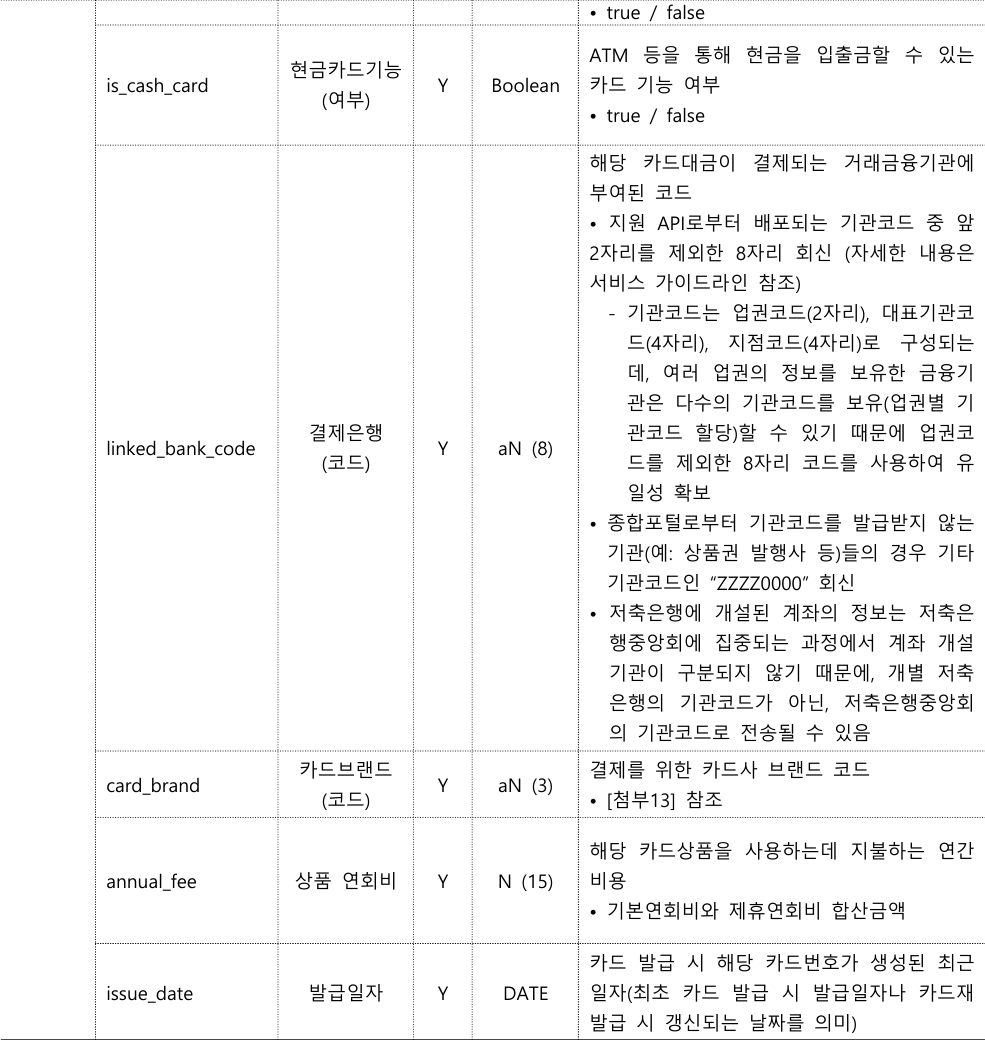 • true / false
is_cash_card
현금카드기능
(여부)
Y
Boolean
ATM 등을 통해 현금을 입출금할 수 있는
카드 기능 여부
• true / false
linked_bank_code
결제은행
(코드)
Y
aN (8)
해당 카드대금이 결제되는 거래금융기관에
부여된 코드
• 지원 API로부터 배포되는 기관코드 중 앞
2자리를 제외한 8자리 회신 (자세한 내용은
서비스 가이드라인 참조)
- 기관코드는 업권코드(2자리), 대표기관코
드(4자리), 지점코드(4자리)로 구성되는
데, 여러 업권의 정보를 보유한 금융기
관은 다수의 기관코드를 보유(업권별 기
관코드 할당)할 수 있기 때문에 업권코
드를 제외한 8자리 코드를 사용하여 유
일성 확보
• 종합포털로부터 기관코드를 발급받지 않는
기관(예: 상품권 발행사 등)들의 경우 기타
기관코드인 “ZZZZ0000” 회신
• 저축은행에 개설된 계좌의 정보는 저축은
행중앙회에 집중되는 과정에서 계좌 개설
기관이 구분되지 않기 때문에, 개별 저축
은행의 기관코드가 아닌, 저축은행중앙회
의 기관코드로 전송될 수 있음
card_brand
카드브랜드
(코드)
Y
aN (3)
결제를 위한 카드사 브랜드 코드
• [첨부13] 참조
annual_fee
상품 연회비
Y
N (15)
해당 카드상품을 사용하는데 지불하는 연간
비용
• 기본연회비와 제휴연회비 합산금액
issue_date
발급일자
Y
DATE
카드 발급 시 해당 카드번호가 생성된 최근
일자(최초 카드 발급 시 발급일자나 카드재
발급 시 갱신되는 날짜를 의미)